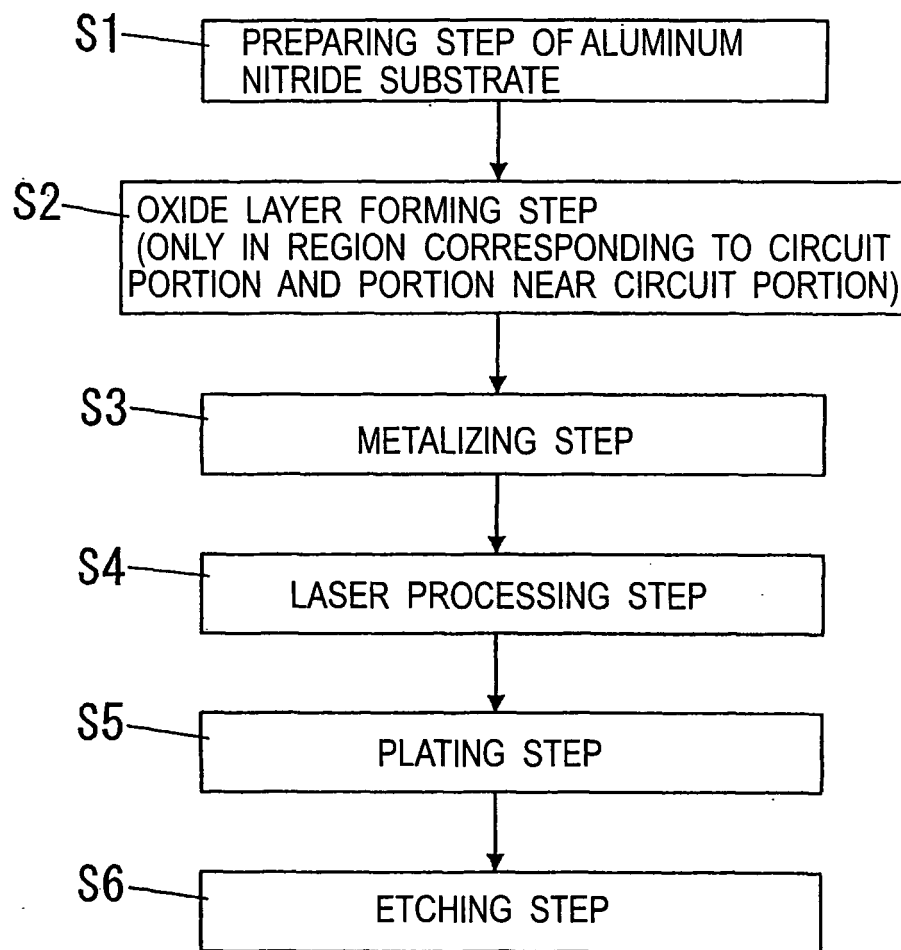 S1
PREPARING STEP OF ALUMINUM
NITRIDE SUBSTRATE
S2
OXIDE LAYER FORMING STEP
(ONLY IN REGION CORRESPONDING TO CIRCUIT
PORTION AND PORTION NEAR CIRCUIT PORTION)
S3
METALIZING STEP
S4
LASER PROCESSING STEP
S5
PLATING STEP
S6
ETCHING STEP